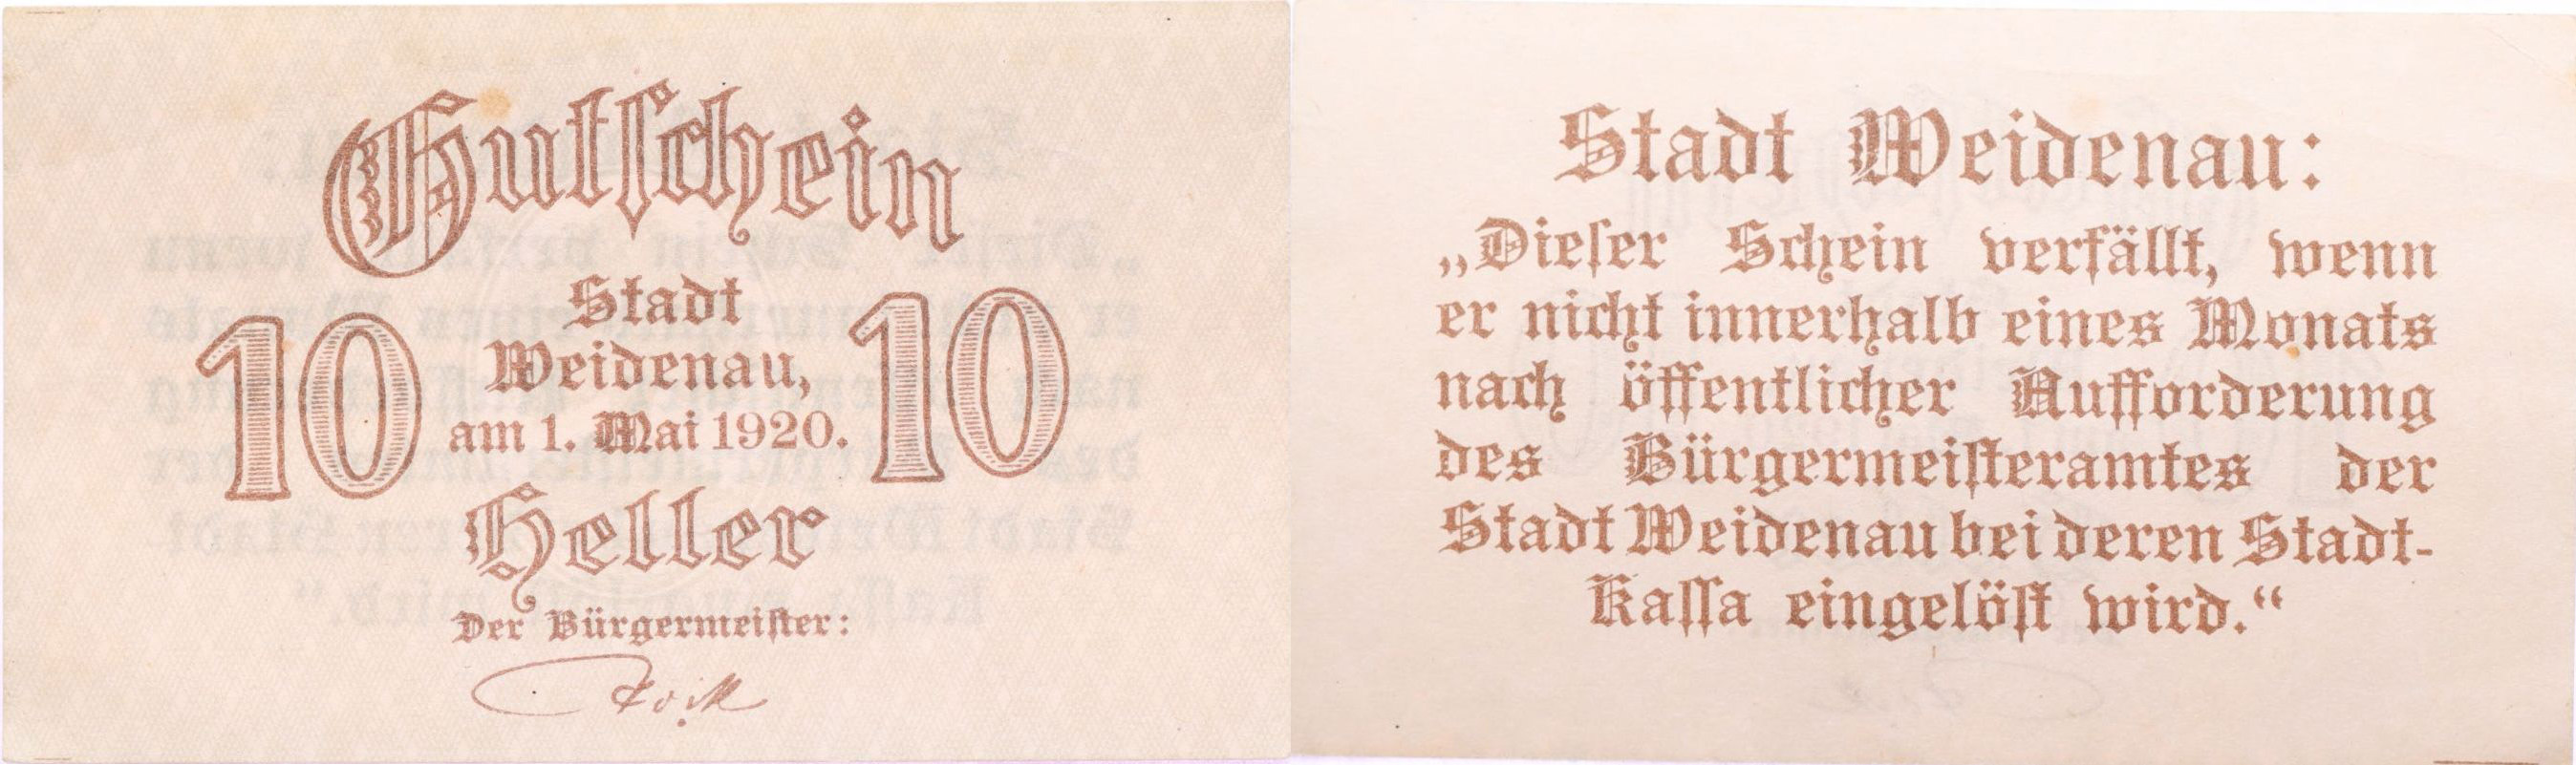 Gutſchein
Stadt
Weidenau,
am 1. Mai 1920.
10 10
Heller
Der Bürgermeiſter:
Stadt Weidenau:
„Dieſer Schein verfällt, wenn
er nicht innerhalb eines Monats
nach öffentlicher Aufforderung
des Bürgermeiſteramtes der
Stadt Weidenau bei deren Stadt-
Kaſſa eingelöſt wird.“